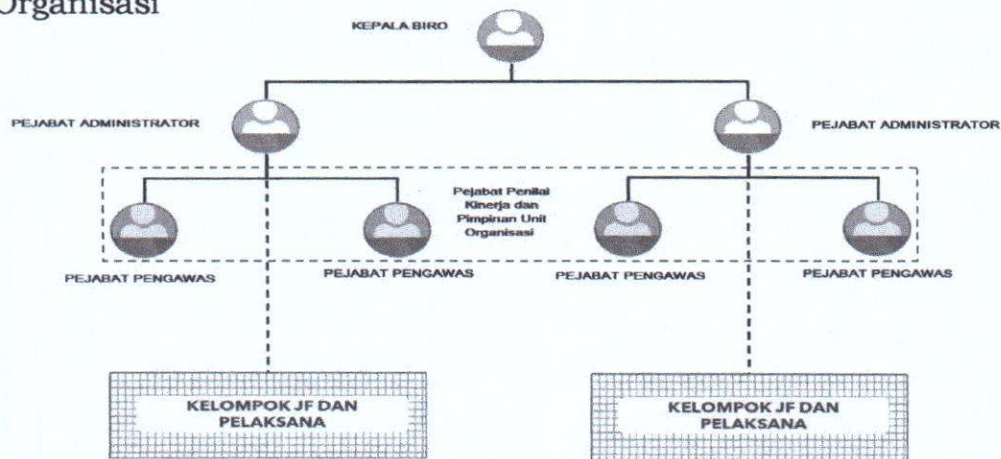 Organisasi
KEPALA BIRO
PEJABAT ADMINISTRATOR
PEJABAT ADMINISTRATOR
Pejabat Penilai
Kinerja dan
Pimpinan Unit
Organisasi
PEJABAT PENGAWAS
PEJABAT PENGAWAS
PEJABAT PENGAWAS
PEJABAT PENGAWAS
KELOMPOK JF DAN
PELAKSANA
KELOMPOK JF DAN
PELAKSANA